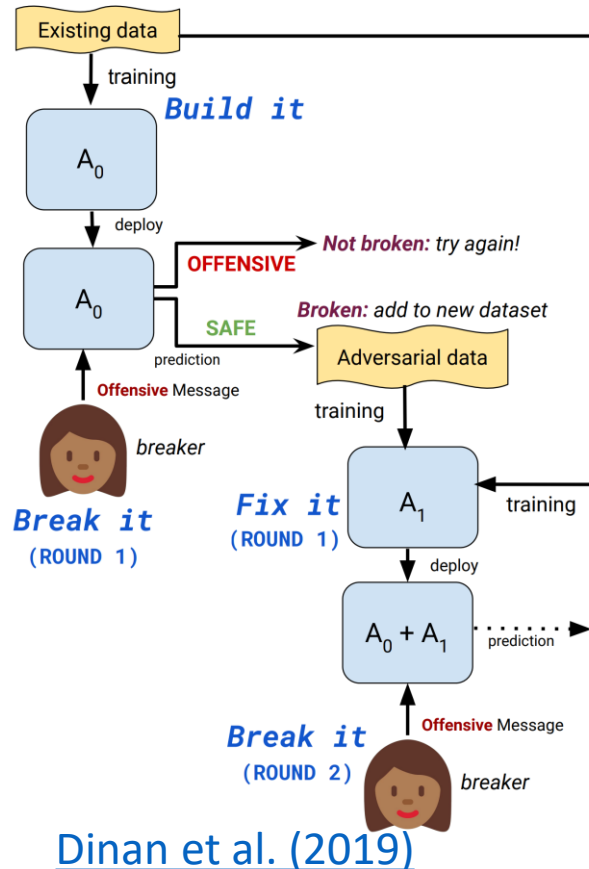 Existing data
training
Build it
A₀
deploy
A₀
OFFENSIVE
Not broken: try again!
SAFE
prediction
Broken: add to new dataset
Adversarial data
Offensive Message
breaker
Break it
(ROUND 1)
training
Fix it
(ROUND 1)
A₁
training
deploy
A₀ + A₁
prediction
Offensive Message
Break it
(ROUND 2)
breaker
Dinan et al. (2019)